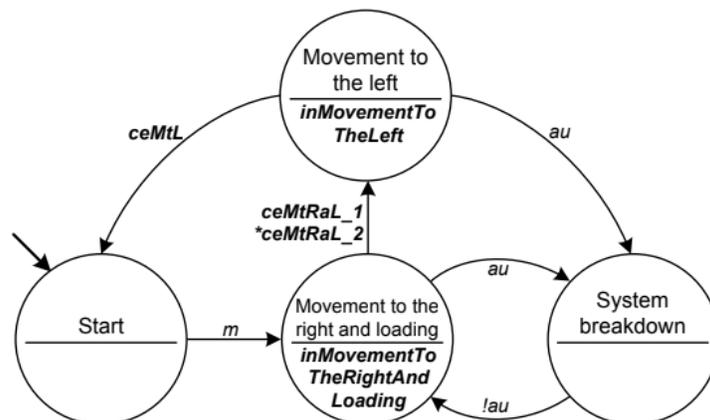 Movement to
the left
inMovementTo
TheLeft
ceMtL
au
ceMtRaL_1
*ceMtRaL_2
Start
m
Movement to the
right and loading
inMovementTo
TheRightAnd
Loading
au
System
breakdown
!au